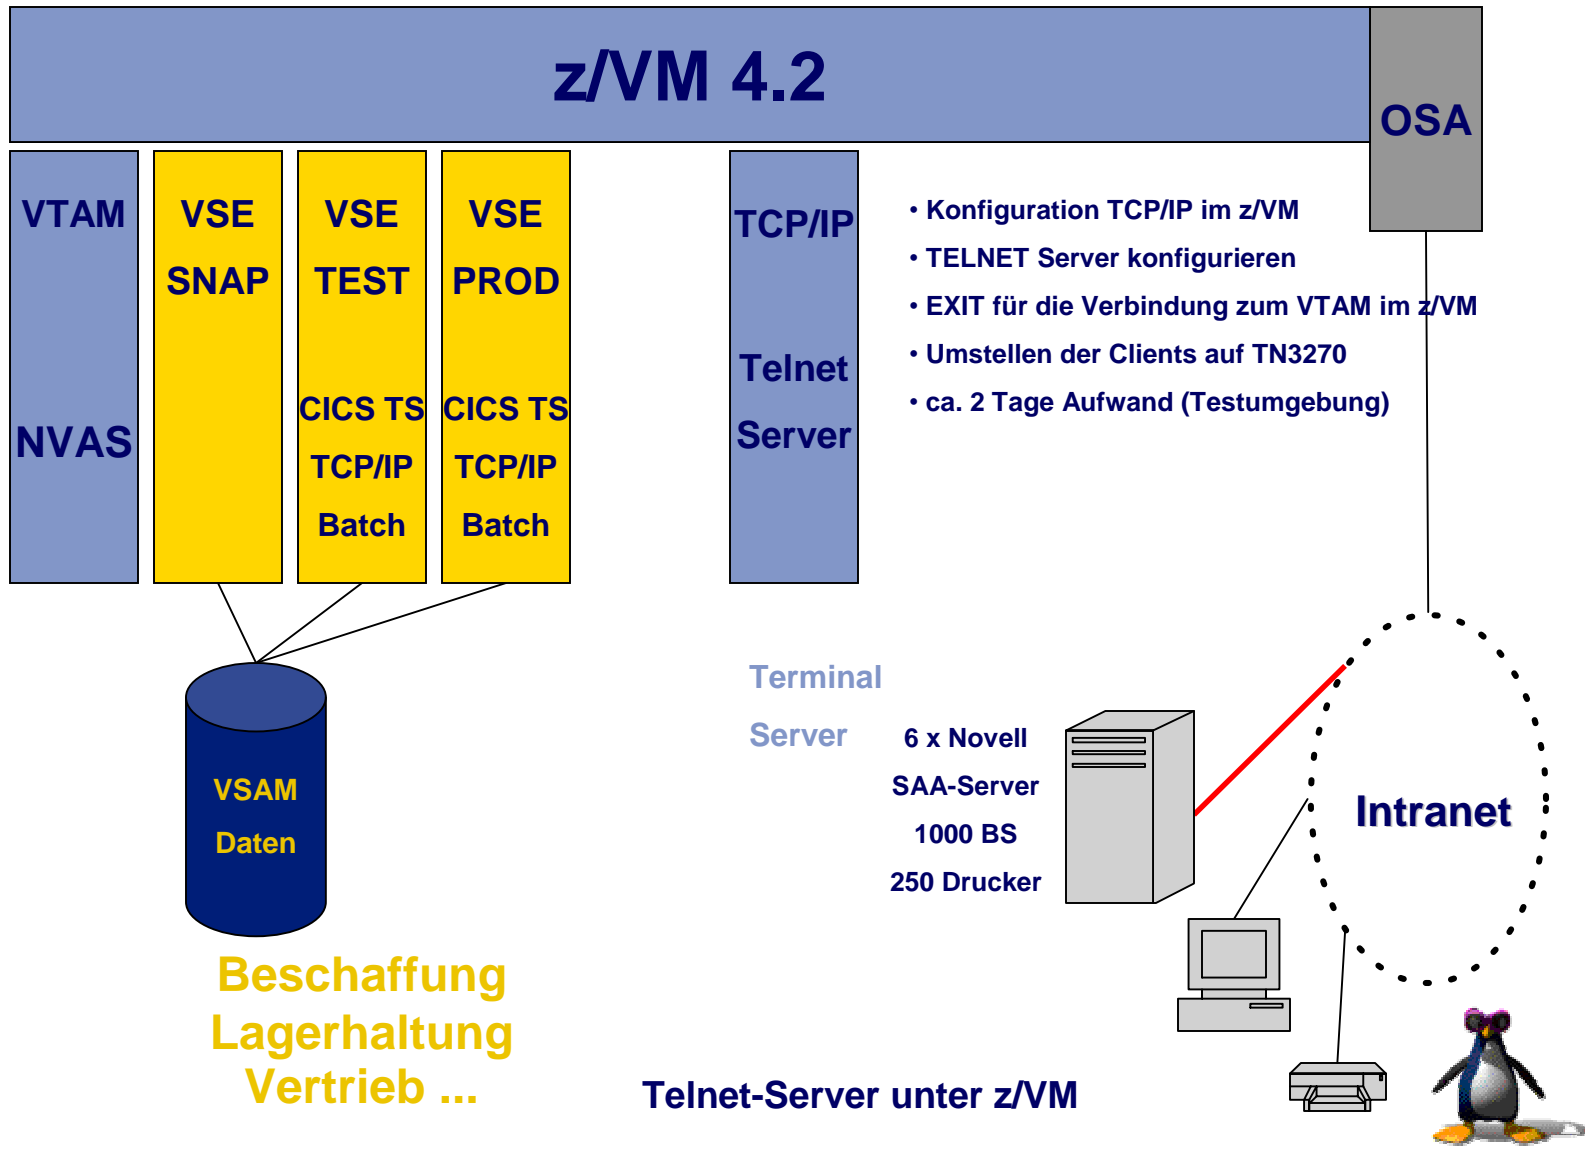 z/VM 4.2
OSA
VTAM
NVAS
VSE
SNAP
VSE
TEST
CICS TS
TCP/IP
Batch
VSE
PROD
CICS TS
TCP/IP
Batch
TCP/IP
Telnet
Server
• Konfiguration TCP/IP im z/VM
• TELNET Server konfigurieren
• EXIT für die Verbindung zum VTAM im z/VM
• Umstellen der Clients auf TN3270
• ca. 2 Tage Aufwand (Testumgebung)
VSAM
Daten
Beschaffung
Lagerhaltung
Vertrieb ...
Terminal
Server
6 x Novell
SAA-Server
1000 BS
250 Drucker
Intranet
Telnet-Server unter z/VM